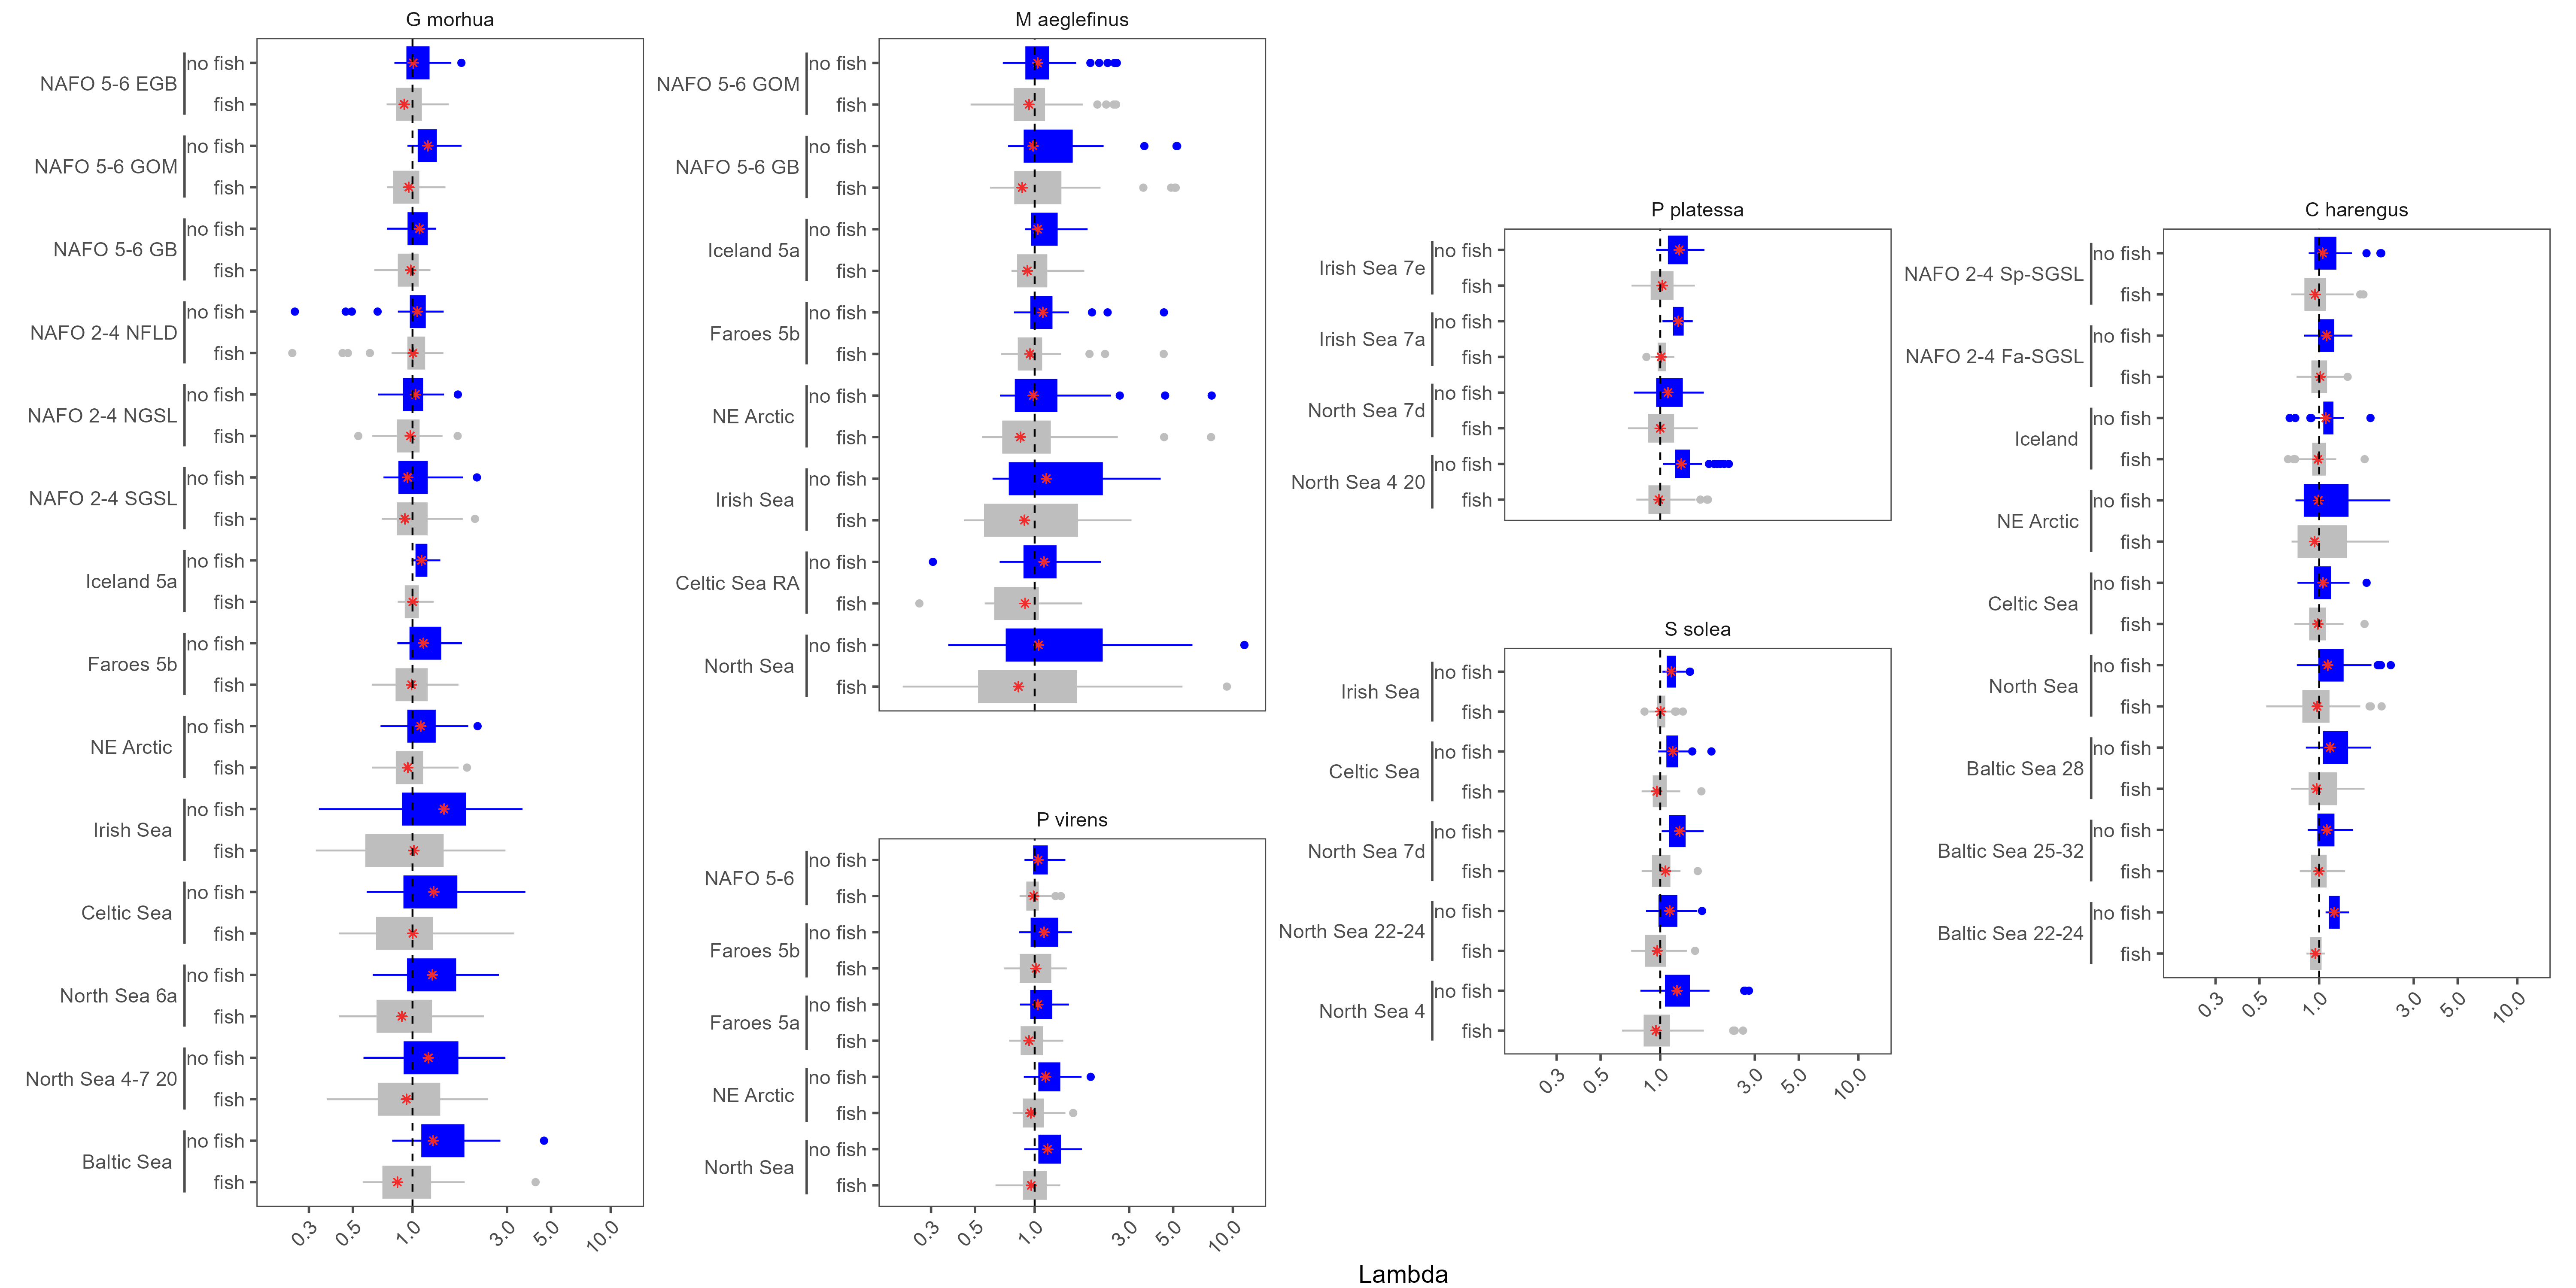 G morhua
NAFO 5-6 EGB
no fish
fish
NAFO 5-6 GOM
no fish
fish
NAFO 5-6 GB
no fish
fish
NAFO 2-4 NFLD
no fish
fish
NAFO 2-4 NGSL
no fish
fish
NAFO 2-4 SGSL
no fish
fish
Iceland 5a
no fish
fish
Faroes 5b
no fish
fish
NE Arctic
no fish
fish
Irish Sea
no fish
fish
Celtic Sea
no fish
fish
North Sea 6a
no fish
fish
North Sea 4-7 20
no fish
fish
Baltic Sea
no fish
fish
0.3 0.5 1.0 3.0 5.0 10.0
M aeglefinus
NAFO 5-6 GOM
no fish
fish
NAFO 5-6 GB
no fish
fish
Iceland 5a
no fish
fish
Faroes 5b
no fish
fish
NE Arctic
no fish
fish
Irish Sea
no fish
fish
Celtic Sea RA
no fish
fish
North Sea
no fish
fish
P virens
NAFO 5-6
no fish
fish
Faroes 5b
no fish
fish
Faroes 5a
no fish
fish
NE Arctic
no fish
fish
North Sea
no fish
fish
0.3 0.5 1.0 3.0 5.0 10.0
P platessa
Irish Sea 7e
no fish
fish
Irish Sea 7a
no fish
fish
North Sea 7d
no fish
fish
North Sea 4 20
no fish
fish
S solea
Irish Sea
no fish
fish
Celtic Sea
no fish
fish
North Sea 7d
no fish
fish
North Sea 22-24
no fish
fish
North Sea 4
no fish
fish
0.3 0.5 1.0 3.0 5.0 10.0
C harengus
NAFO 2-4 Sp-SGSL
no fish
fish
NAFO 2-4 Fa-SGSL
no fish
fish
Iceland
no fish
fish
NE Arctic
no fish
fish
Celtic Sea
no fish
fish
North Sea
no fish
fish
Baltic Sea 28
no fish
fish
Baltic Sea 25-32
no fish
fish
Baltic Sea 22-24
no fish
fish
0.3 0.5 1.0 3.0 5.0 10.0
Lambda